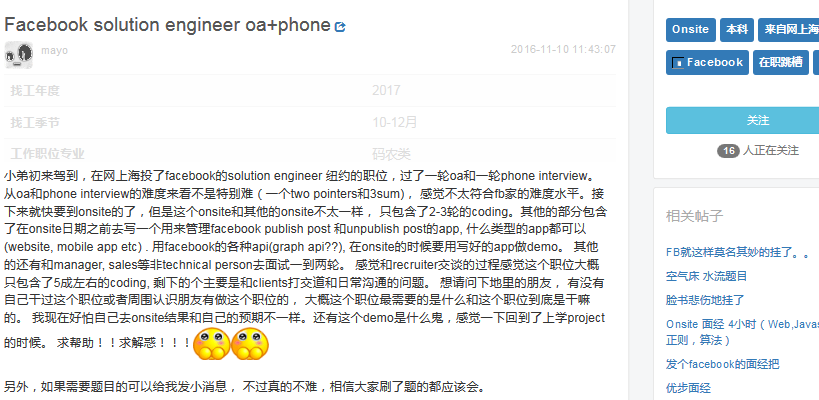 Facebook solution engineer oa+phone
mayo
2016-11-10 11:43:07
找工年度
2017
找工季节
10-12月
工作职位专业
码农类
小弟初来驾到，在网上海投了facebook的solution engineer 纽约的职位，过了一轮oa和一轮phone interview。
从oa和phone interview的难度来看不是特别难（一个two pointers和3sum)， 感觉不太符合fb家的难度水平。接
下来就快要到onsite的了，但是这个onsite和其他的onsite不太一样， 只包含了2-3轮的coding。其他的部分包含
了在onsite日期之前去写一个用来管理facebook publish post 和unpublish post的app, 什么类型的app都可以
(website, mobile app etc) . 用facebook的各种api(graph api??), 在onsite的时候要用写好的app做demo。 其他
的还有和manager, sales等非technical person去面试一到两轮。 感觉和recruiter交谈的过程感觉这个职位大概
只包含了5成左右的coding, 剩下的个主要是和clients打交道和日常沟通的问题。 想请问下地里的朋友， 有没有
自己干过这个职位或者周围认识朋友有做这个职位的， 大概这个职位最需要的是什么和这个职位到底是干嘛
的。 我现在好怕自己去onsite结果和自己的预期不一样。还有这个demo是什么鬼，感觉一下回到了上学project
的时候。 求帮助！！求解惑！！！
另外，如果需要题目的可以给我发小消息， 不过真的不难，相信大家刷了题的都应该会。
Onsite
本科
来自网上海
Facebook
在职跳槽
关注
16 人正在关注
相关帖子
FB就这样莫名其妙的挂了。。
空气床 水流题目
脸书悲伤地挂了
Onsite 面经 4小时（Web,Javas
正则，算法）
发个facebook的面经把
优步面经